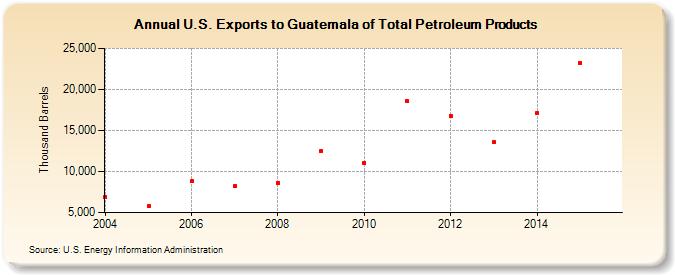 Annual U.S. Exports to Guatemala of Total Petroleum Products
Thousand Barrels
25,000
20,000
15,000
10,000
5,000
2004 2006 2008 2010 2012 2014
Source: U.S. Energy Information Administration